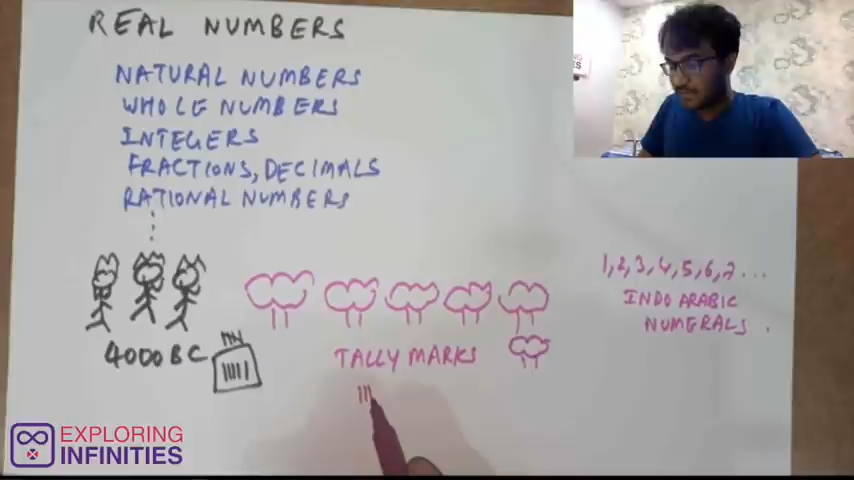 REAL NUMBERS
NATURAL NUMBERS
WHOLE NUMBERS
INTEGERS
FRACTIONS, DECIMALS
RATIONAL NUMBERS
1,2,3,4,5,6,7...
INDO ARABIC
NUMERALS.
4000 BC
TALLY MARKS
EXPLORING
INFINITIES